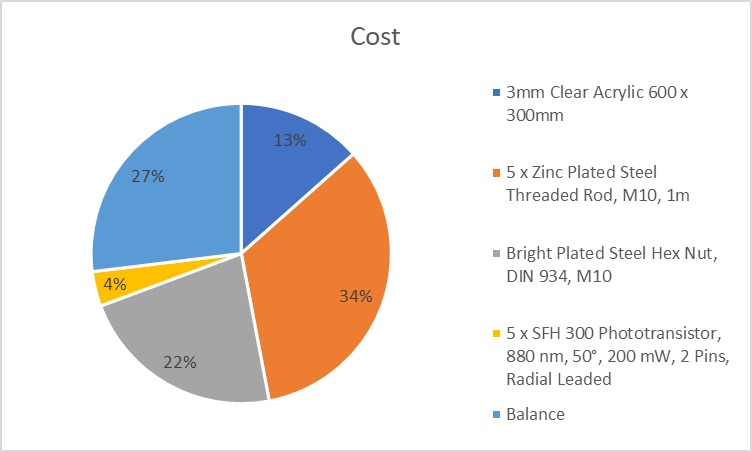 Cost
13%
34%
22%
4%
27%
3mm Clear Acrylic 600 x
300mm
5 x Zinc Plated Steel
Threaded Rod, M10, 1m
Bright Plated Steel Hex Nut,
DIN 934, M10
5 x SFH 300 Phototransistor,
880 nm, 50°, 200 mW, 2 Pins,
Radial Leaded
Balance